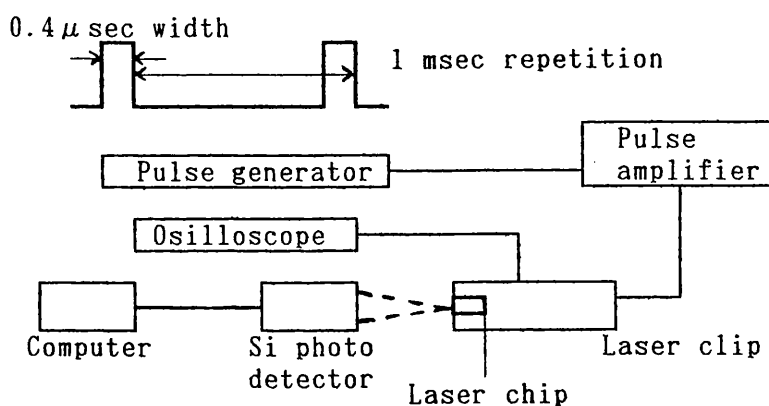 0.4μsec width
1 msec repetition
Pulse
amplifier
Pulse generator
Osilloscope
Computer
Si photo
detector
Laser clip
Laser chip